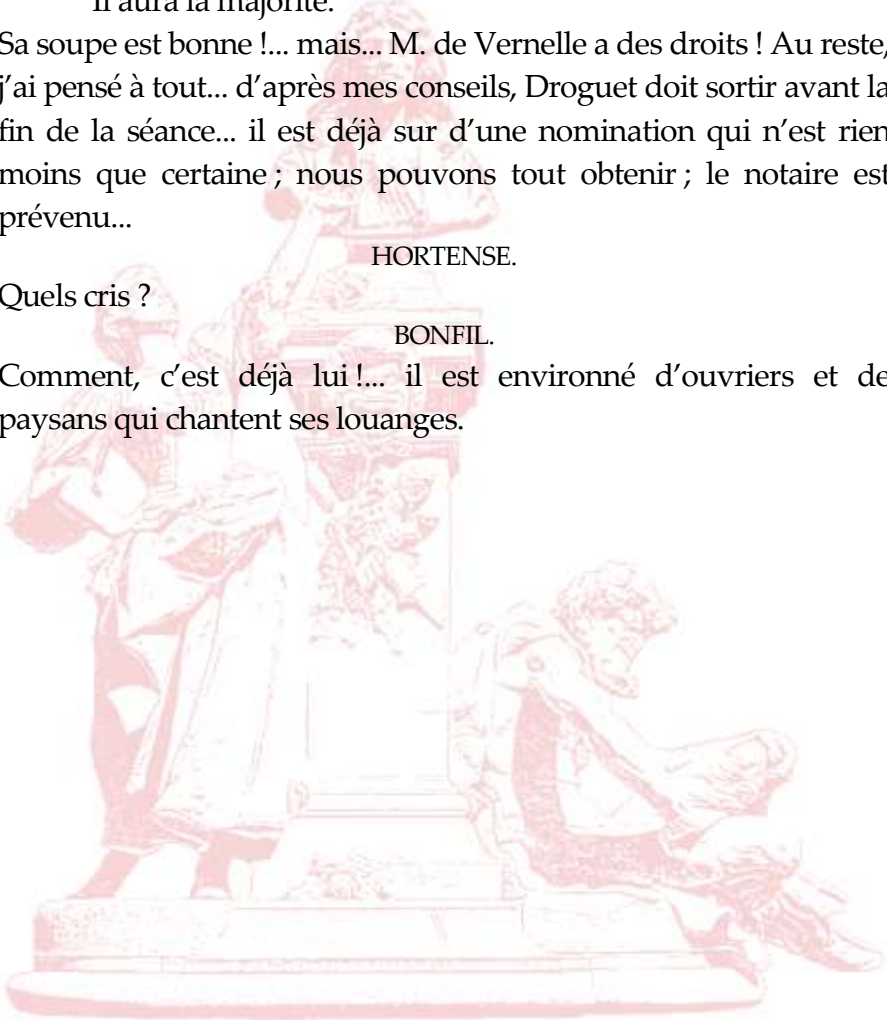 Il aura la majorité.
Sa soupe est bonne !... mais... M. de Vernelle a des droits ! Au reste,
j’ai pensé à tout... d’après mes conseils, Droguet doit sortir avant la
fin de la séance... il est déjà sur d’une nomination qui n’est rien
moins que certaine ; nous pouvons tout obtenir ; le notaire est
prévenu...
HORTENSE.
Quels cris ?
BONFIL.
Comment, c’est déjà lui !... il est environné d’ouvriers et de
paysans qui chantent ses louanges.